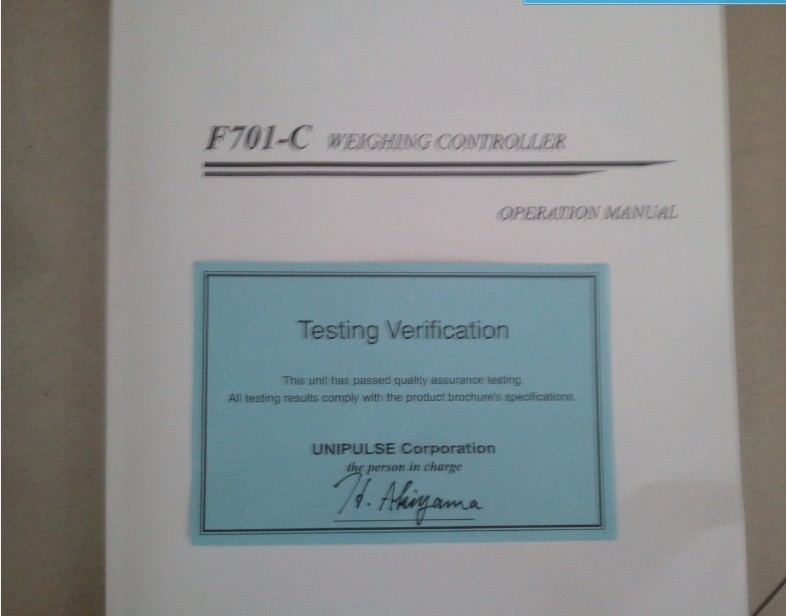 F701-C WEIGHING CONTROLLER
OPERATION MANUAL
Testing Verification
This unit has passed quality assurance testing.
All testing results comply with the product brochure's specifications.
UNIPULSE Corporation
the person in charge
H. Akiyama